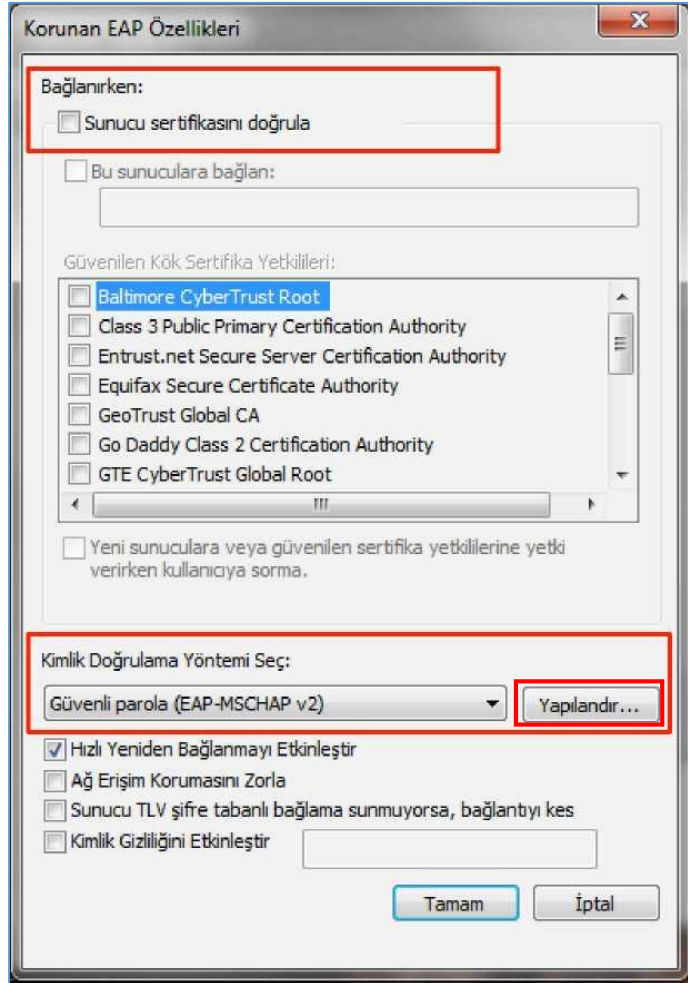 Korunan EAP Özellikleri
Bağlanırken:
Sunucu sertifikasını doğrula
Bu sunuculara bağlan:
Güvenilen Kök Sertifika Yetkilileri:
Baltimore CyberTrust Root
Class 3 Public Primary Certification Authority
Entrust.net Secure Server Certification Authority
Equifax Secure Certificate Authority
GeoTrust Global CA
Go Daddy Class 2 Certification Authority
GTE CyberTrust Global Root
Yeni sunuculara veya güvenilen sertifika yetkililerine yetki
verirken kullanıcıya sorma.
Kimlik Doğrulama Yöntemi Seç:
Güvenli parola (EAP-MSCHAP v2)
Yapılandır...
Hızlı Yeniden Bağlanmayı Etkinleştir
Ağ Erişim Korumasını Zorla
Sunucu TLV şifre tabanlı bağlama sunmuyorsa, bağlantıyı kes
Kimlik Gizliliğini Etkinleştir
Tamam
İptal